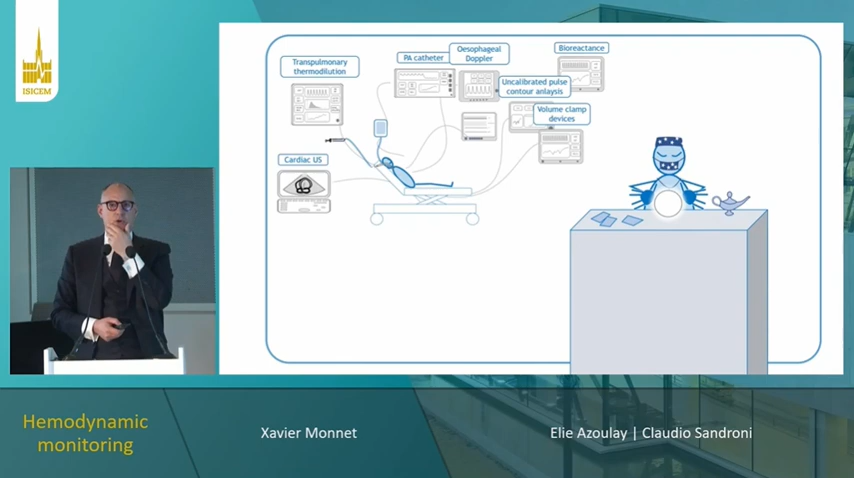 ISICEM
Transpulmonary
thermodilution
PA catheter
Oesophageal
Doppler
Bioreactance
Uncalibrated pulse
contour anlaysis
Volume clamp
devices
Cardiac US
Hemodynamic
monitoring
Xavier Monnet
Elie Azoulay | Claudio Sandroni